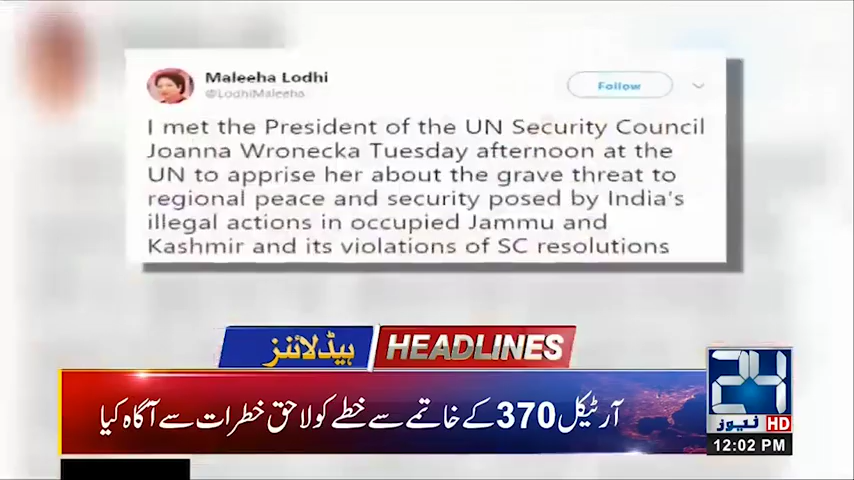 Maleeha Lodhi
@LodhiMaleeha
Follow
I met the President of the UN Security Council
Joanna Wronecka Tuesday afternoon at the
UN to apprise her about the grave threat to
regional peace and security posed by India's
illegal actions in occupied Jammu and
Kashmir and its violations of SC resolutions
ہیڈلائنز HEADLINES
آرٹیکل 370 کے خاتمے سے خطے کو لاحق خطرات سے آگاہ کیا
24
نیوز HD
12:02 PM